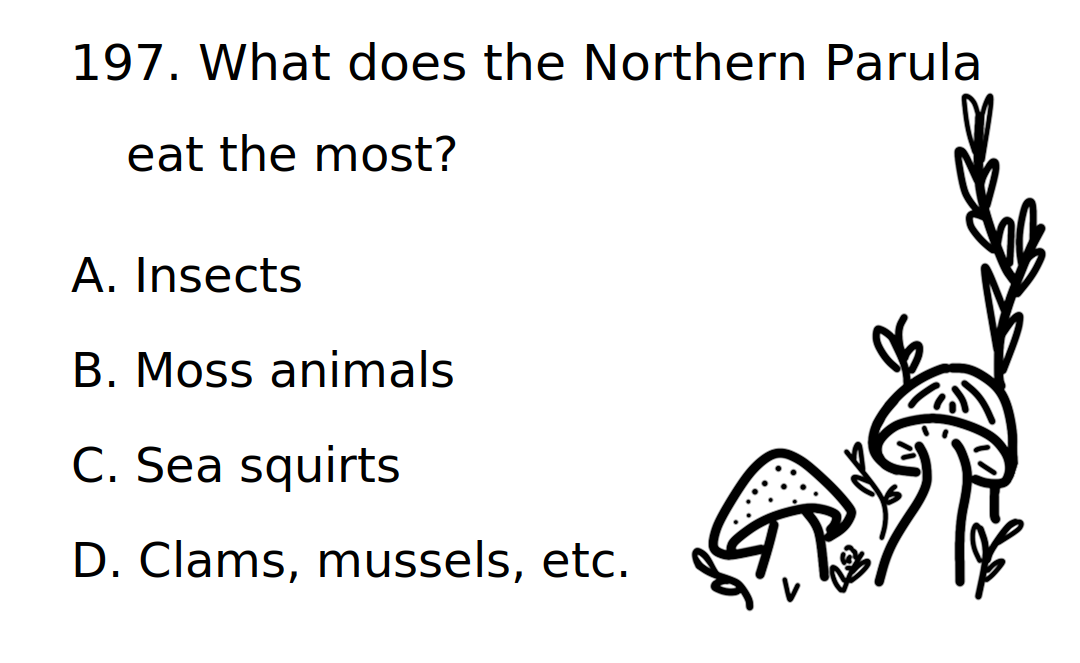 197. What does the Northern Parula
eat the most?
A. Insects
B. Moss animals
C. Sea squirts
D. Clams, mussels, etc.